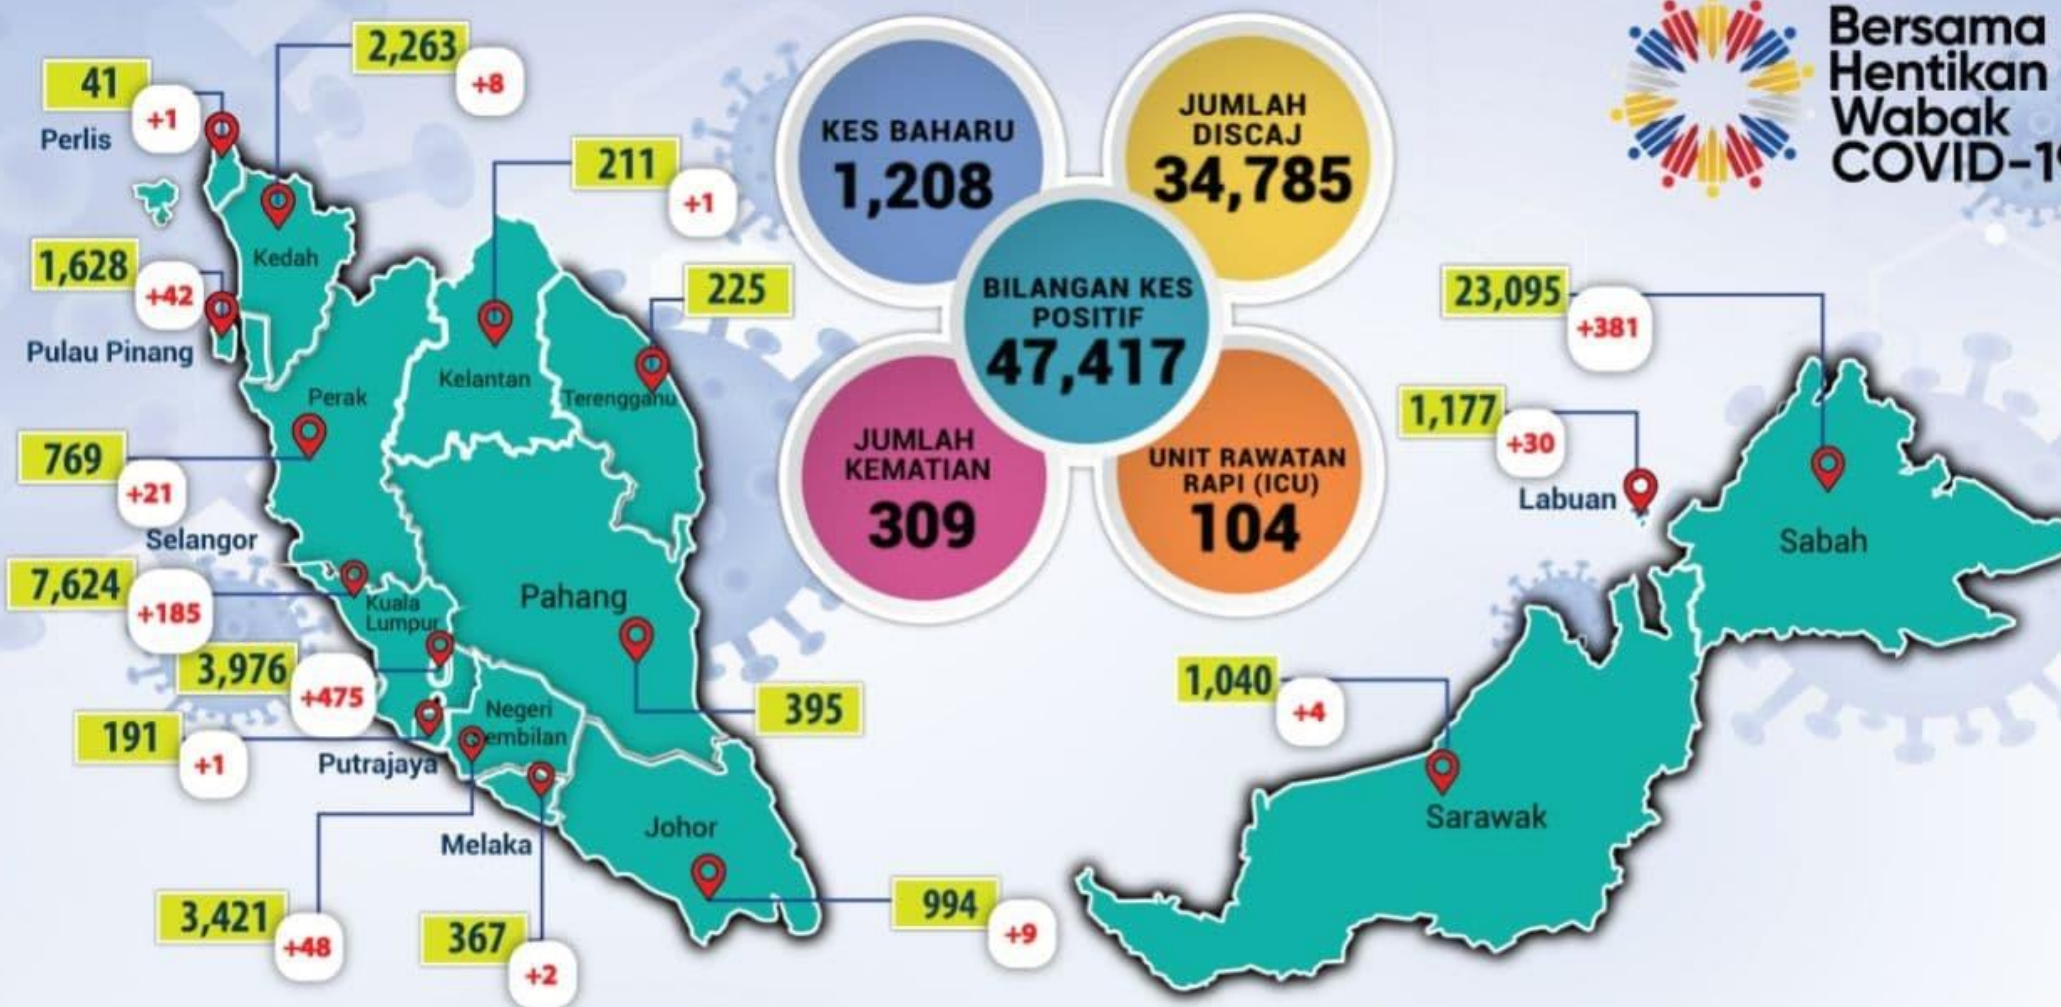 2,263
+8
41
+1
Perlis
211
+1
1,628
+42
Pulau Pinang
Kedah
225
Perak
Kelantan
Terengganu
769
+21
Selangor
7,624
+185
Kuala
Lumpur
Pahang
3,976
+475
395
191
+1
Putrajaya
Negeri
Sembilan
Melaka
Johor
3,421
+48
367
+2
994
+9
KES BAHARU
1,208
JUMLAH
DISCAJ
34,785
BILANGAN KES
POSITIF
47,417
JUMLAH
KEMATIAN
309
UNIT RAWATAN
RAPI (ICU)
104
Bersama
Hentikan
Wabak
COVID-19
23,095
+381
1,177
+30
Labuan
Sabah
1,040
+4
Sarawak